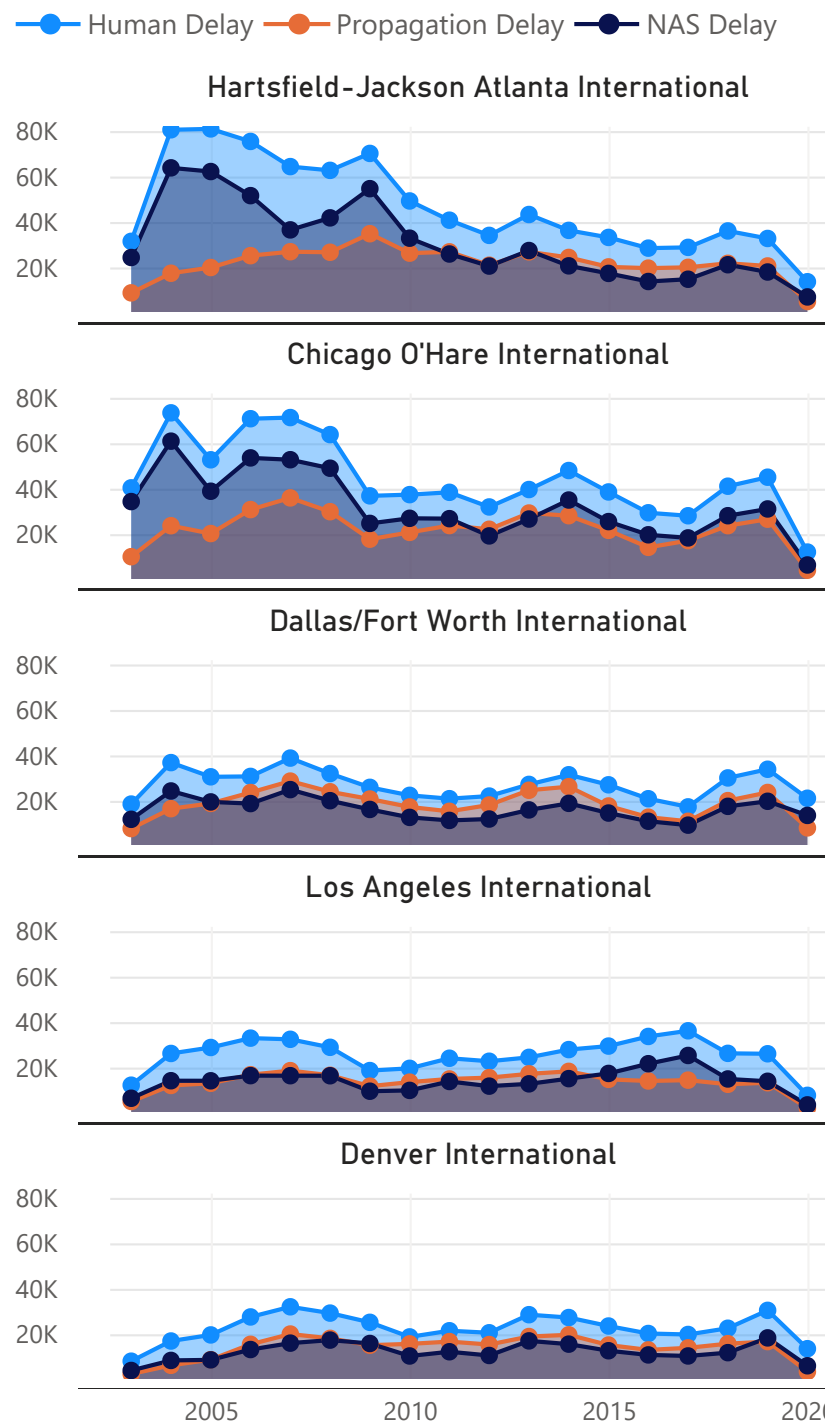 Human Delay Propagation Delay NAS Delay
Hartsfield-Jackson Atlanta International
80K
60K
40K
20K
Chicago O'Hare International
80K
60K
40K
20K
Dallas/Fort Worth International
80K
60K
40K
20K
Los Angeles International
80K
60K
40K
20K
Denver International
80K
60K
40K
20K
2005 2010 2015 2020